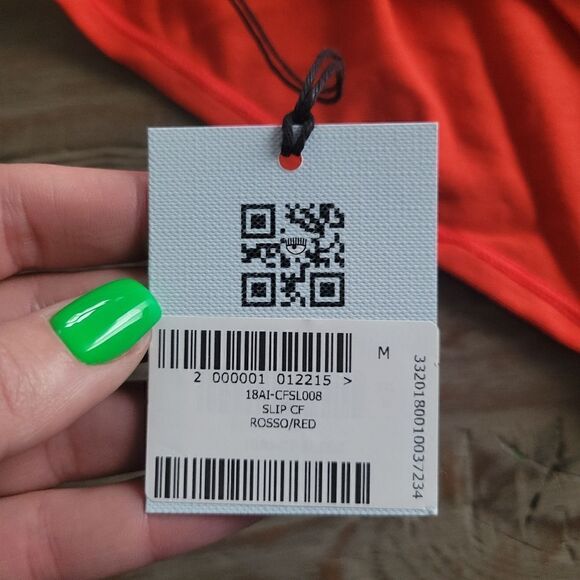 2 000001 012215 >
M
18AI-CFSL008
SLIP CF
ROSSO/RED
3320180010037234